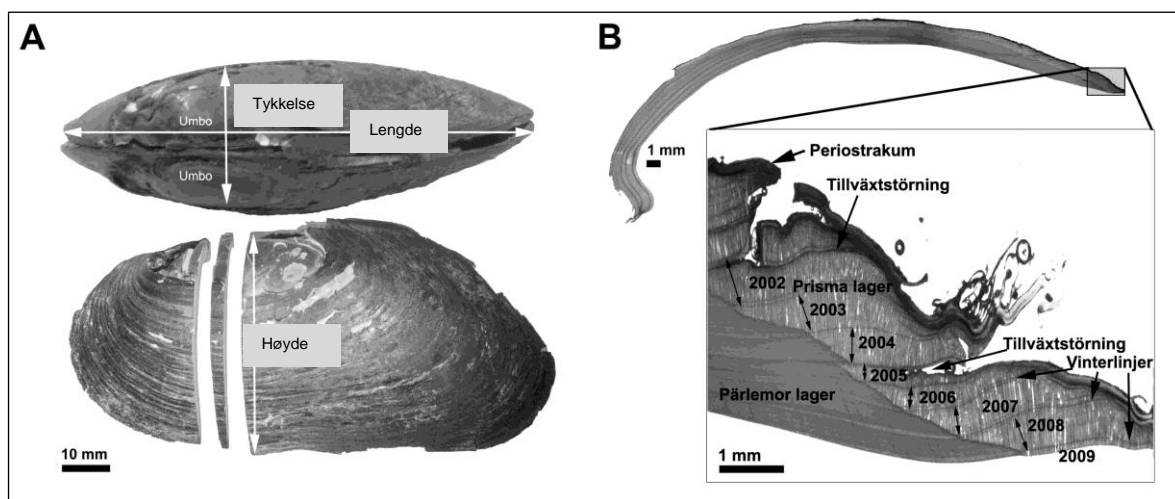 A
Tykkelse
Umbo
Lengde
Umbo
Høyde
10 mm
B
1 mm
Periostrakum
Tillväxtstörning
2002
Prisma lager
2003
2004
Tillväxtstörning
2005
Vinterlinjer
2006
Pärlemor lager
2007
2008
2009
1 mm